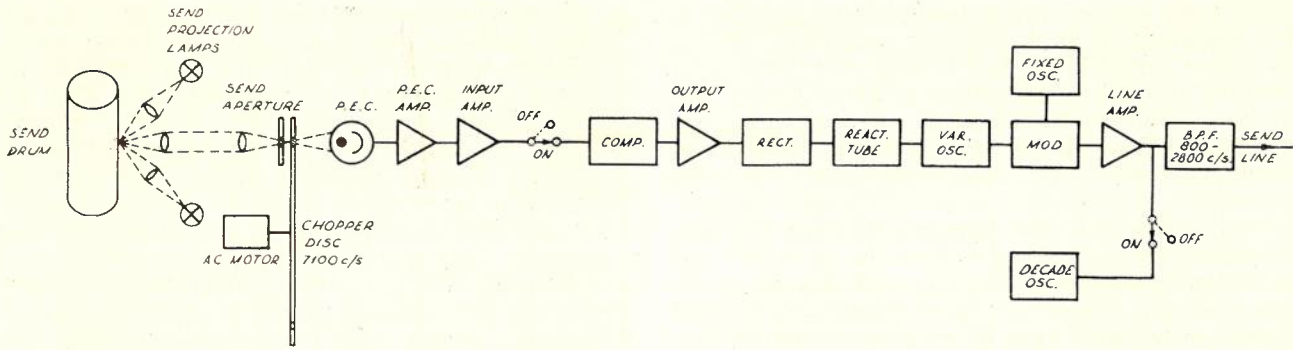 SEND
PROJECTION
LAMPS
SEND
DRUM
SEND
APERTURE
P.E.C.
P.E.C.
AMP.
INPUT
AMP.
OFF
ON
COMP.
OUTPUT
AMP.
RECT.
REACT.
TUBE
VAR.
OSC.
FIXED
OSC.
MOD
LINE
AMP.
B.P.F.
800-
2800 c/s.
SEND
LINE
AC MOTOR
CHOPPER
DISC
7100 c/s
ON
OFF
DECADE
OSC.